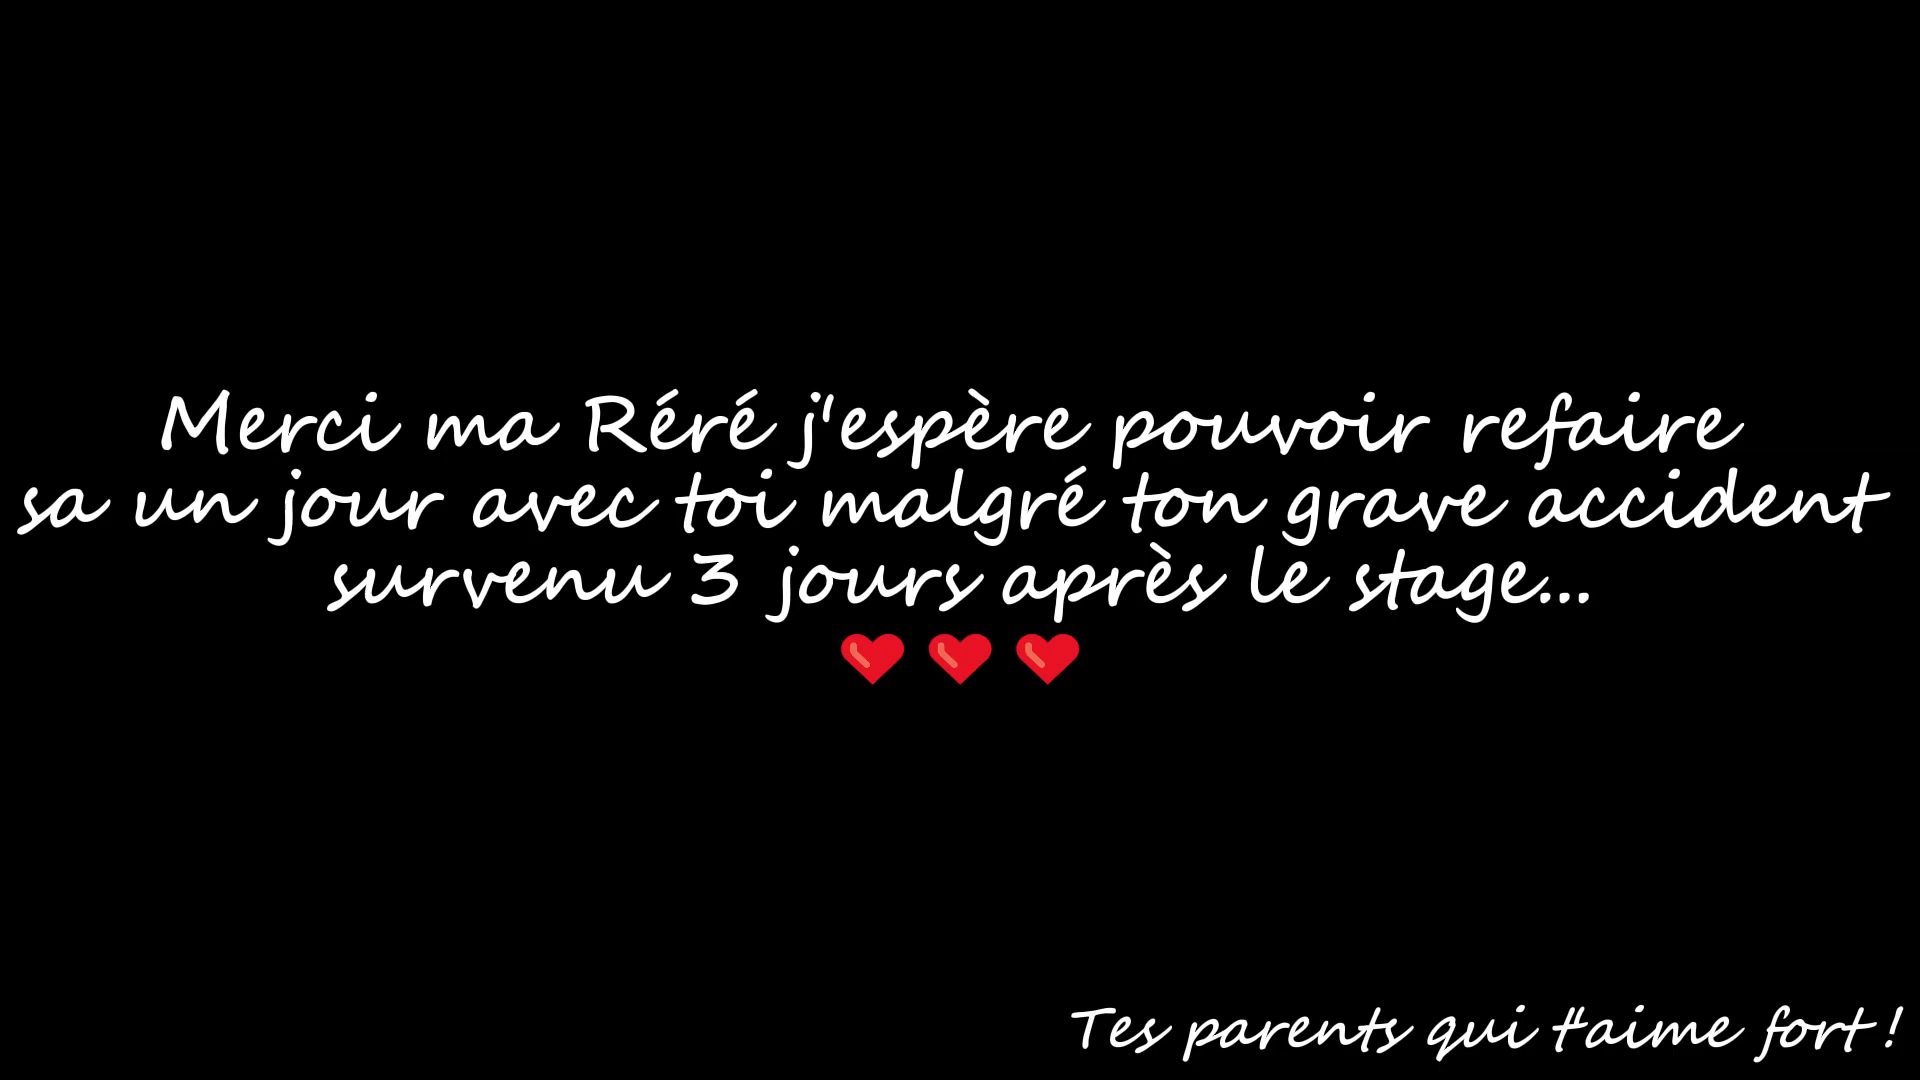 Merci ma Réré j'espère pouvoir refaire
sa un jour avec toi malgré ton grave accident
survenu 3 jours après le stage...
❤ ❤ ❤
Tes parents qui t'aime fort !